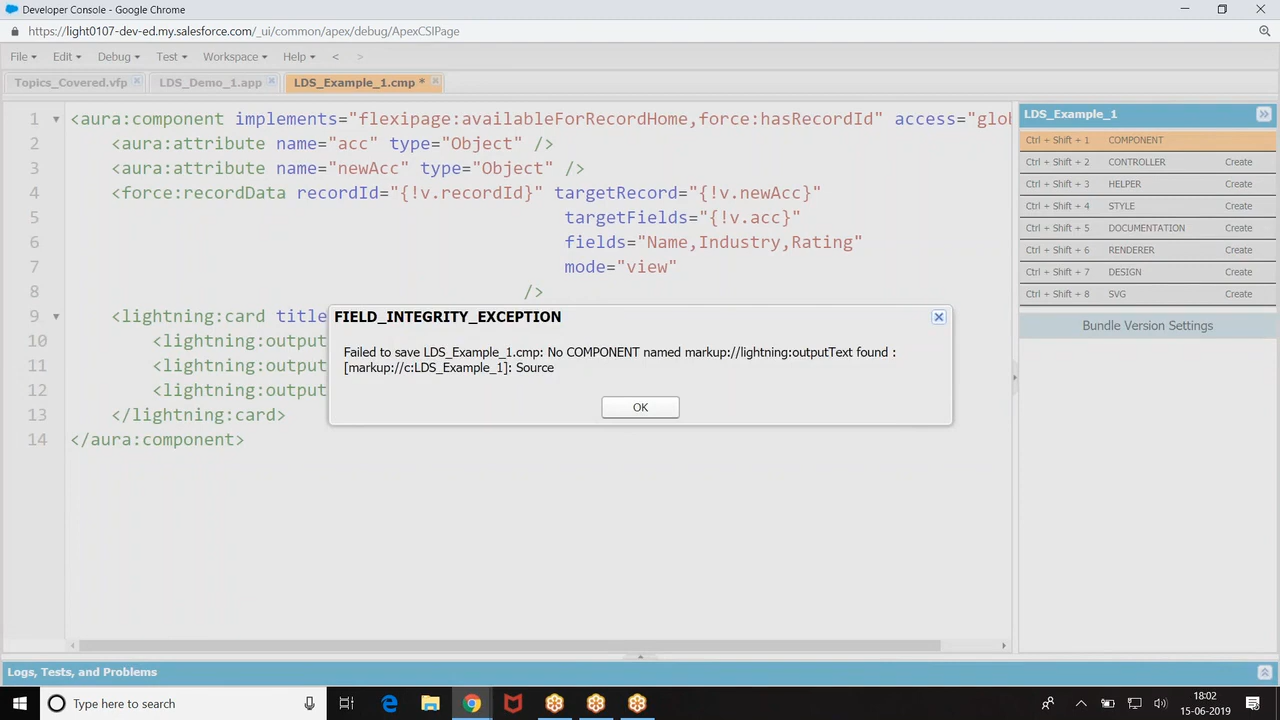 Developer Console - Google Chrome
https://light0107-dev-ed.my.salesforce.com/_ui/common/apex/debug/ApexCSIPage
File Edit Debug Test Workspace Help < >
Topics_Covered.vfp LDS_Demo_1.app LDS_Example_1.cmp *
1 <aura:component implements="flexipage:availableForRecordHome,force:hasRecordId" access="glo
2 <aura:attribute name="acc" type="Object" />
3 <aura:attribute name="newAcc" type="Object" />
4 <force:recordData recordId="{!v.recordId}" targetRecord="{!v.newAcc}"
5 targetFields="{!v.acc}"
6 fields="Name,Industry,Rating"
7 mode="view"
8 />
9 <lightning:card title
10 <lightning:output
11 <lightning:output
12 <lightning:output
13 </lightning:card>
14 </aura:component>
FIELD_INTEGRITY_EXCEPTION
Failed to save LDS_Example_1.cmp: No COMPONENT named markup://lightning:outputText found :
[markup://c:LDS_Example_1]: Source
OK
LDS_Example_1
Ctrl + Shift + 1 COMPONENT
Ctrl + Shift + 2 CONTROLLER Create
Ctrl + Shift + 3 HELPER Create
Ctrl + Shift + 4 STYLE Create
Ctrl + Shift + 5 DOCUMENTATION Create
Ctrl + Shift + 6 RENDERER Create
Ctrl + Shift + 7 DESIGN Create
Ctrl + Shift + 8 SVG Create
Bundle Version Settings
Logs, Tests, and Problems
Type here to search
18:02
15-06-2019